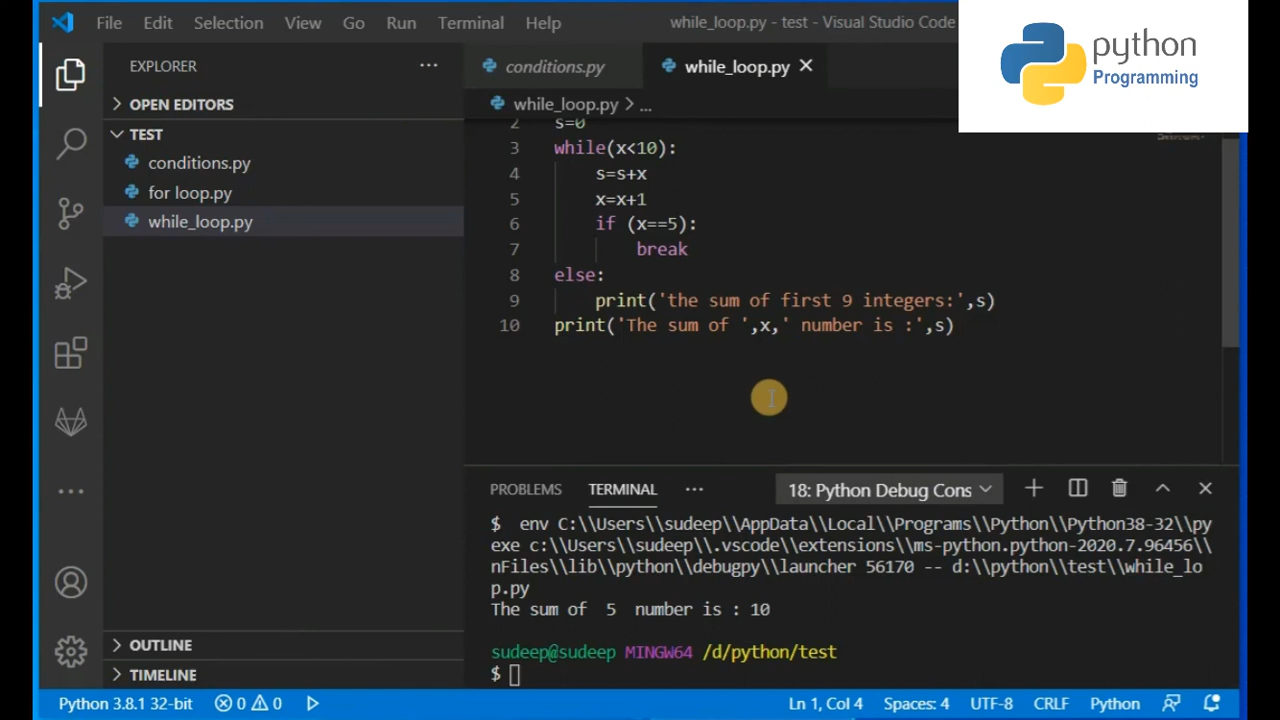 File Edit Selection View Go Run Terminal Help while_loop.py - test - Visual Studio Code
python
Programming
EXPLORER
OPEN EDITORS
TEST
conditions.py
for loop.py
while_loop.py
OUTLINE
TIMELINE
conditions.py while_loop.py
while_loop.py > ...
2 s=0
3 while(x<10):
4 s=s+x
5 x=x+1
6 if (x==5):
7 break
8 else:
9 print('the sum of first 9 integers:',s)
10 print('The sum of ',x,' number is :',s)
PROBLEMS TERMINAL ... 18: Python Debug Cons
$ env C:\\Users\\sudeep\\AppData\\Local\\Programs\\Python\\Python38-32\\py
exe c:\\Users\\sudeep\\.vscode\\extensions\\ms-python.python-2020.7.96456\\
nFiles\\lib\\python\\debugpy\\launcher 56170 -- d:\\python\\test\\while_lo
p.py
The sum of  5  number is : 10
sudeep@sudeep MINGW64 /d/python/test
$
Python 3.8.1 32-bit 0 0 Ln 1, Col 4 Spaces: 4 UTF-8 CRLF Python